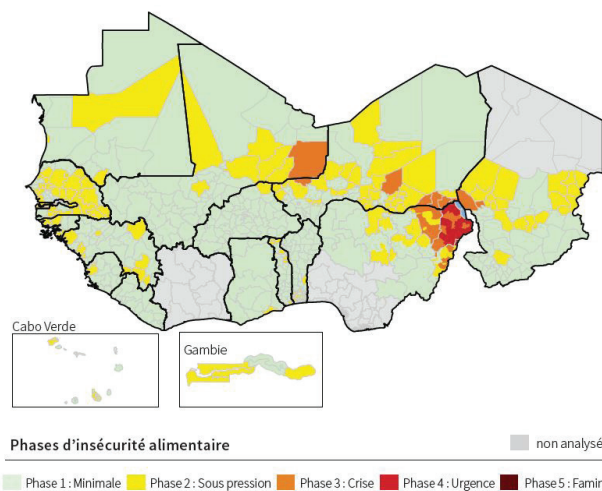 Cabo Verde
Gambie
Phases d’insécurité alimentaire
non analysé
Phase 1 : Minimale Phase 2 : Sous pression Phase 3 : Crise Phase 4 : Urgence Phase 5 : Famin